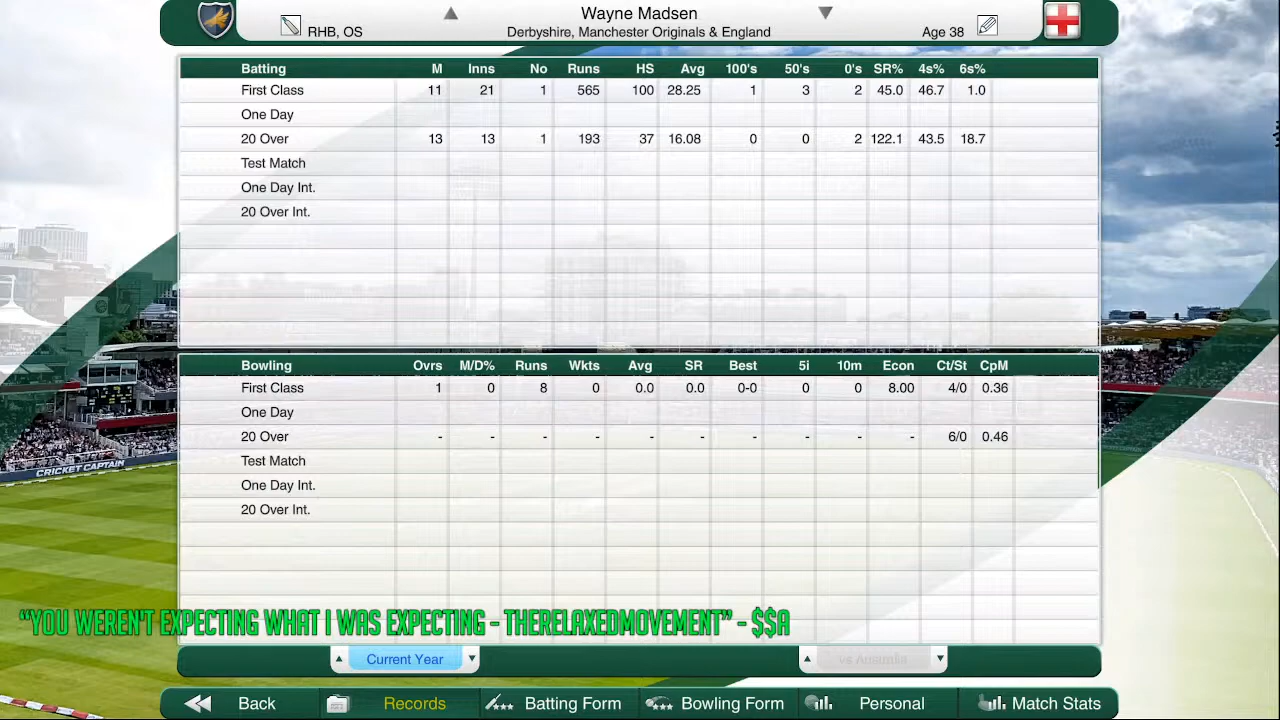 Wayne Madsen
RHB, OS
Derbyshire, Manchester Originals & England
Age 38
Batting M Inns No Runs HS Avg 100's 50's 0's SR% 4s% 6s%
First Class 11 21 1 565 100 28.25 1 3 2 45.0 46.7 1.0
One Day
20 Over 13 13 1 193 37 16.08 0 0 2 122.1 43.5 18.7
Test Match
One Day Int.
20 Over Int.
Bowling Ovrs M/D% Runs Wkts Avg SR Best 5i 10m Econ Ct/St CpM
First Class 1 0 8 0 0.0 0.0 0-0 0 0 8.00 4/0 0.36
One Day
20 Over - - - - - - - - - - 6/0 0.46
Test Match
One Day Int.
20 Over Int.
CRICKET CAPTAIN
“YOU WEREN'T EXPECTING WHAT I WAS EXPECTING - THERELAXEDMOVEMENT” - $$A
Current Year
vs Australia
Back
Records
Batting Form
Bowling Form
Personal
Match Stats